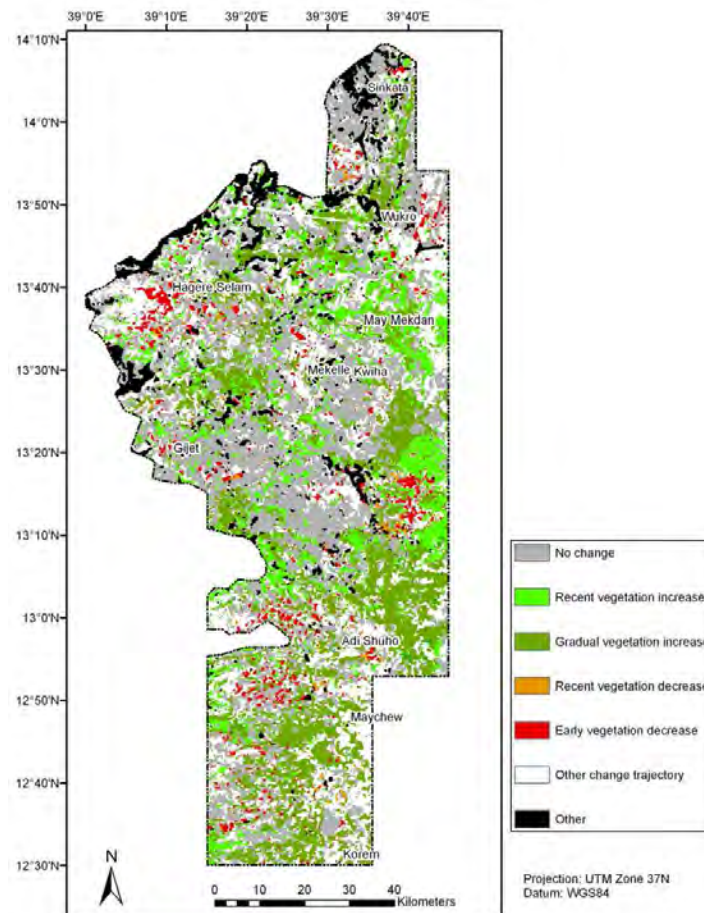 39°0'E 39°10'E 39°20'E 39°30'E 39°40'E
14°10'N
Sinkata
14°0'N
13°50'N
Wukro
13°40'N
Hagere Selam
May Mekdan
13°30'N
Mekelle Kwiha
Gijet
13°20'N
13°10'N
13°0'N
Adi Shuho
12°50'N
Maychew
12°40'N
12°30'N
Korem
N
0 5 10 20 30 40
Kilometers
No change
Recent vegetation increase
Gradual vegetation increase
Recent vegetation decrease
Early vegetation decrease
Other change trajectory
Other
Projection: UTM Zone 37N
Datum: WGS84